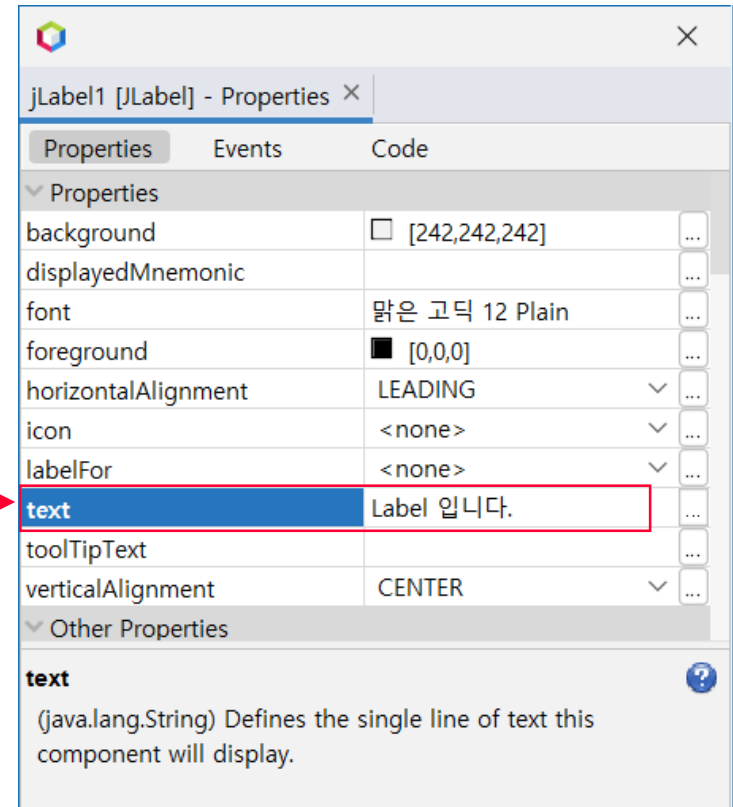 jLabel1 [JLabel] - Properties
Properties Events Code
Properties
background [242,242,242] ...
displayedMnemonic ...
font 맑은 고딕 12 Plain ...
foreground [0,0,0] ...
horizontalAlignment LEADING ...
icon <none> ...
labelFor <none> ...
text Label 입니다. ...
toolTipText ...
verticalAlignment CENTER ...
Other Properties
text ?
(java.lang.String) Defines the single line of text this
component will display.